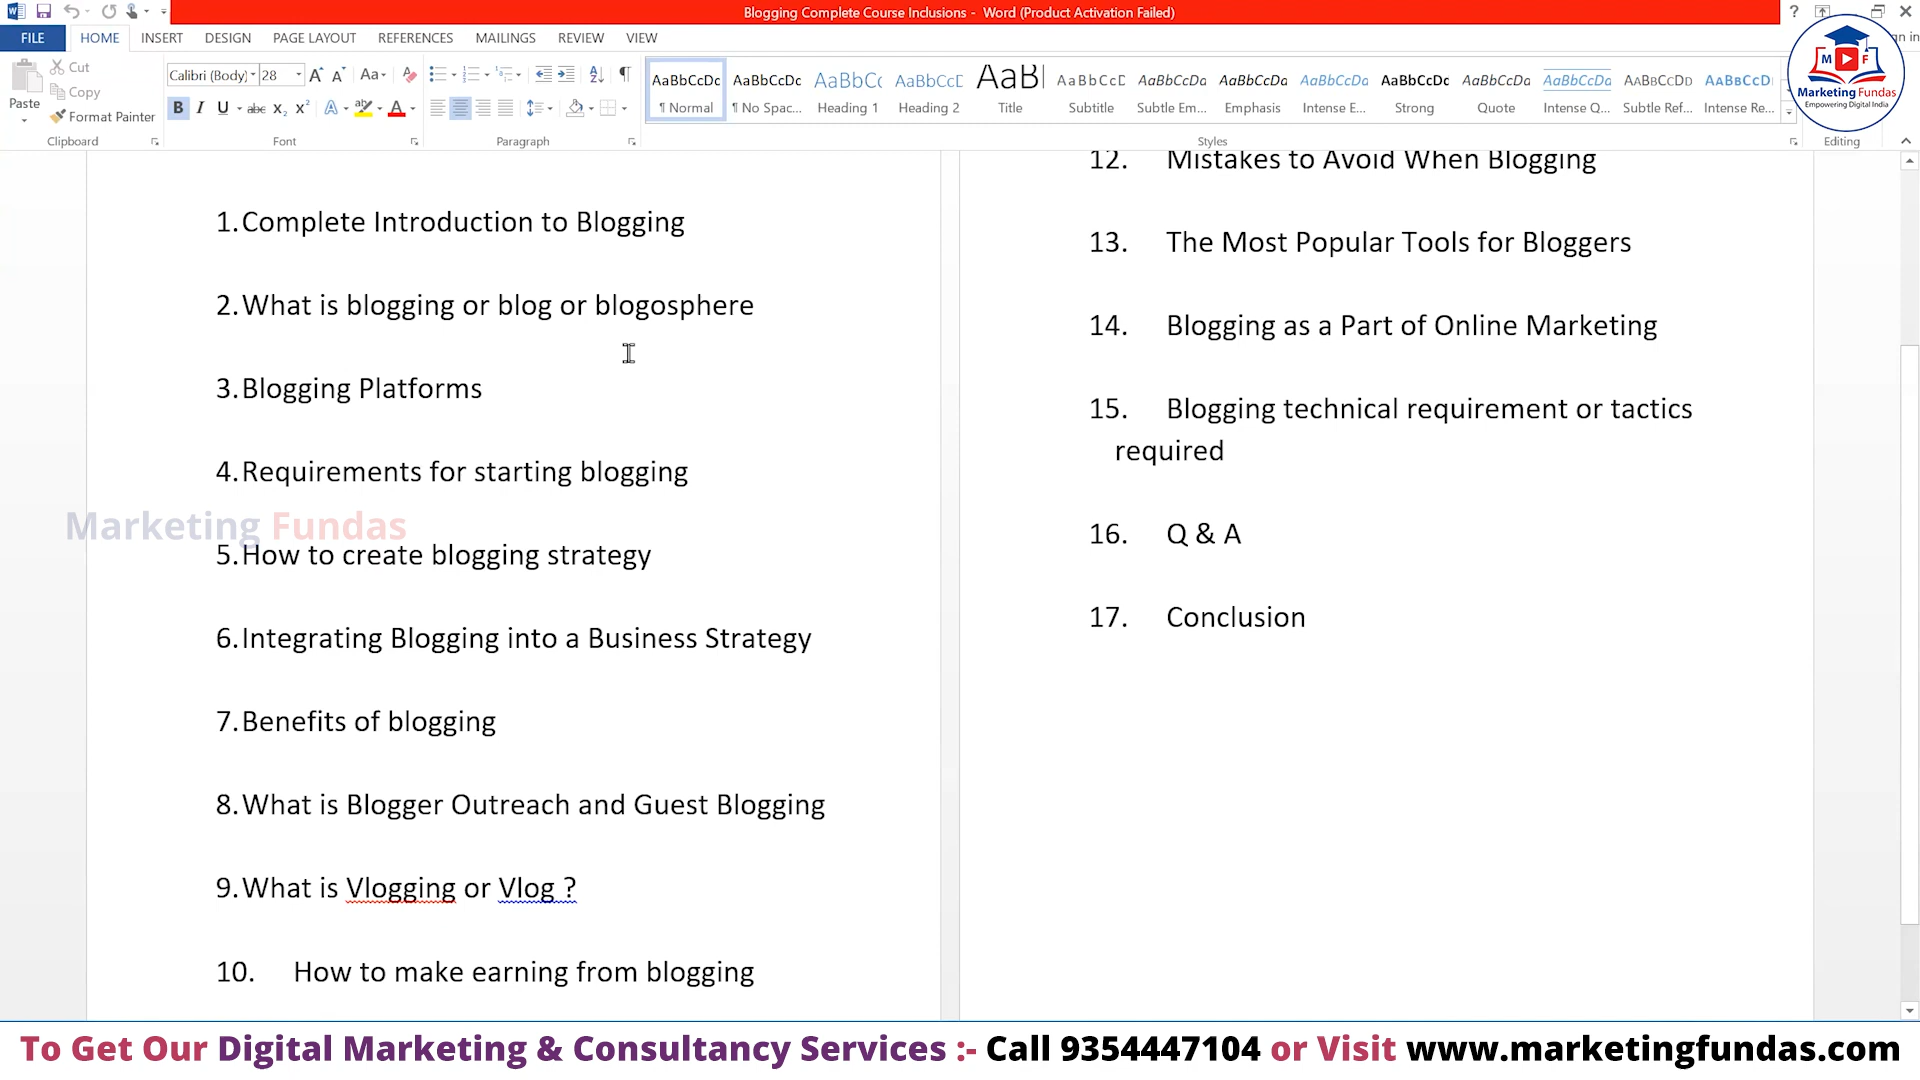 Blogging Complete Course Inclusions - Word (Product Activation Failed)
FILE HOME INSERT DESIGN PAGE LAYOUT REFERENCES MAILINGS REVIEW VIEW
Paste
Cut
Copy
Format Painter
Clipboard
Calibri (Body) 28
Font
Paragraph
AaBbCcDc AaBbCcDc AaBbCc AaBbCcD AaBl AaBbCcD AaBbCcDa AaBbCcDa AaBbCcDa AaBbCcDc AaBbCcDa AaBbCcDa AaBbCcDd AaBbCcD
¶ Normal ¶ No Spac... Heading 1 Heading 2 Title Subtitle Subtle Em... Emphasis Intense E... Strong Quote Intense Q... Subtle Ref... Intense Re...
Styles
Editing
M F
Marketing Fundas
Empowering Digital India
1. Complete Introduction to Blogging
2. What is blogging or blog or blogosphere
3. Blogging Platforms
4. Requirements for starting blogging
5. How to create blogging strategy
6. Integrating Blogging into a Business Strategy
7. Benefits of blogging
8. What is Blogger Outreach and Guest Blogging
9. What is Vlogging or Vlog ?
10. How to make earning from blogging
12. Mistakes to Avoid When Blogging
13. The Most Popular Tools for Bloggers
14. Blogging as a Part of Online Marketing
15. Blogging technical requirement or tactics
required
16. Q & A
17. Conclusion
Marketing Fundas
To Get Our Digital Marketing & Consultancy Services :- Call 9354447104 or Visit www.marketingfundas.com